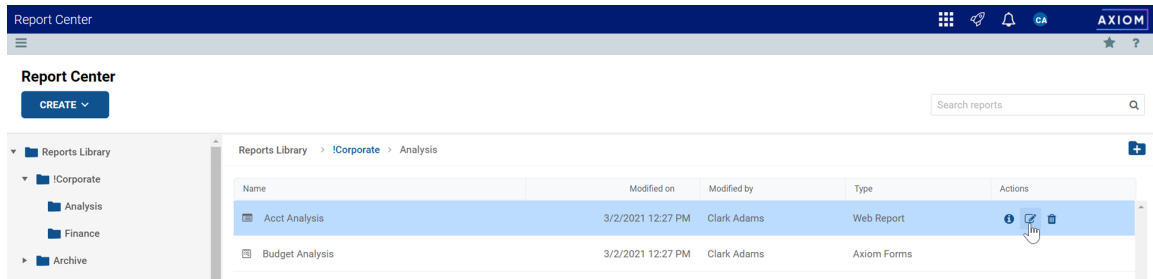 Report Center
CA
AXIOM
?
Report Center
CREATE
Search reports
Reports Library
!Corporate
Analysis
Finance
Archive
Reports Library > !Corporate > Analysis
Name Modified on Modified by Type Actions
Acct Analysis 3/2/2021 12:27 PM Clark Adams Web Report
Budget Analysis 3/2/2021 12:27 PM Clark Adams Axiom Forms